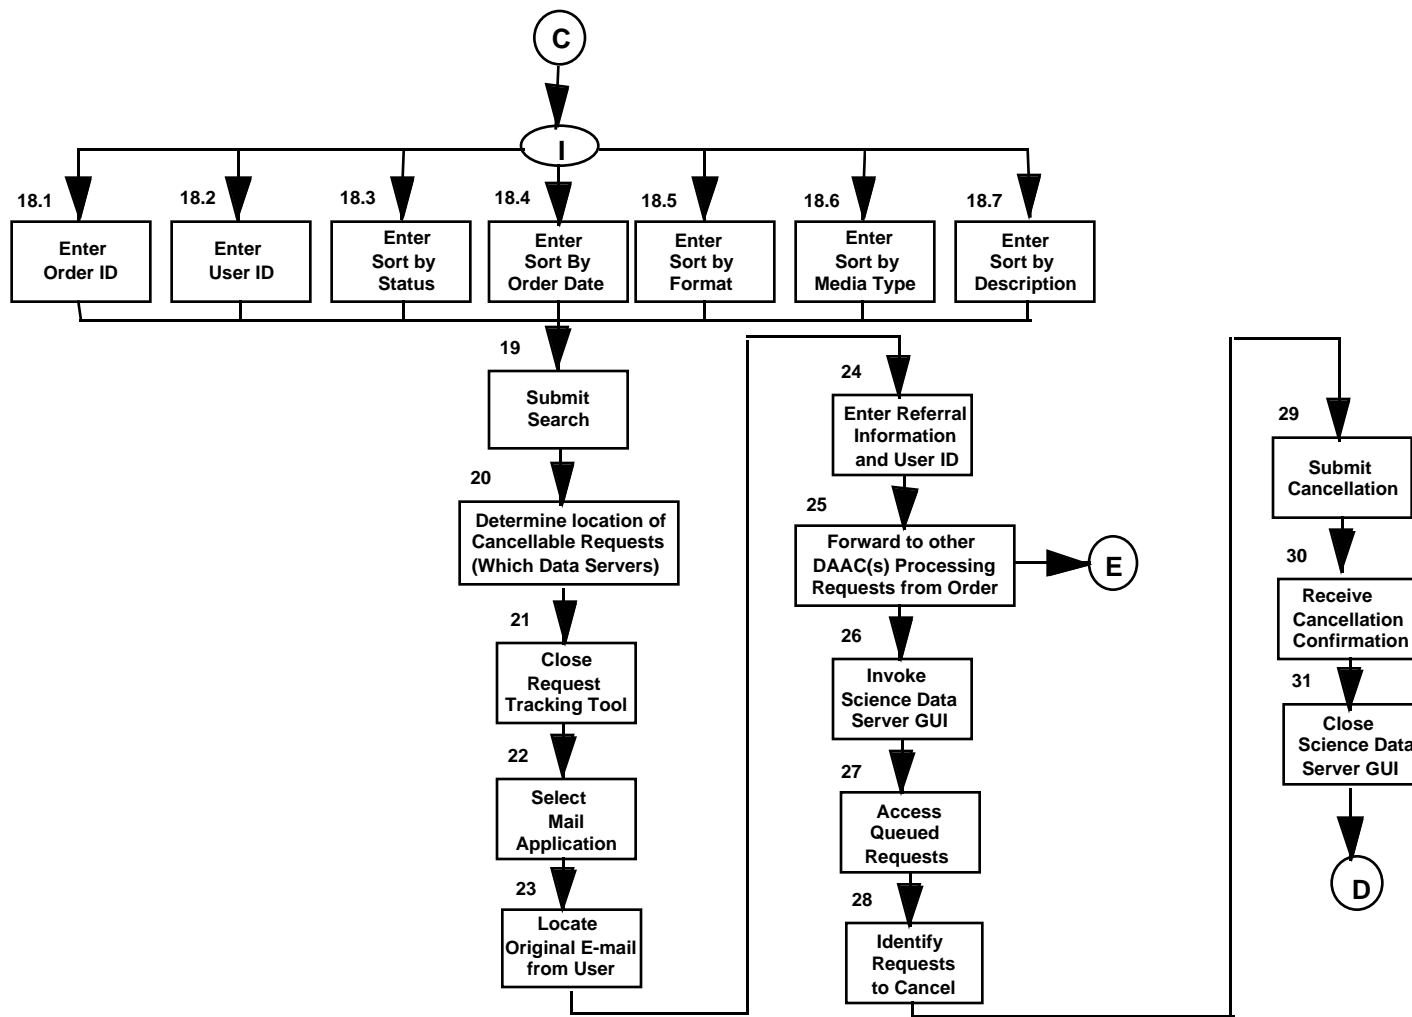 C
I
18.1
18.2
18.3
18.4
18.5
18.6
18.7
Enter
Order ID
Enter
User ID
Enter
Sort by
Status
Enter
Sort By
Order Date
Enter
Sort by
Format
Enter
Sort by
Media Type
Enter
Sort by
Description
19
Submit
Search
20
Determine location of
Cancellable Requests
(Which Data Servers)
21
Close
Request
Tracking Tool
22
Select
Mail
Application
23
Locate
Original E-mail
from User
24
Enter Referral
Information
and User ID
25
Forward to other
DAAC(s) Processing
Requests from Order
E
26
Invoke
Science Data
Server GUI
27
Access
Queued
Requests
28
Identify
Requests
to Cancel
29
Submit
Cancellation
30
Receive
Cancellation
Confirmation
31
Close
Science Data
Server GUI
D